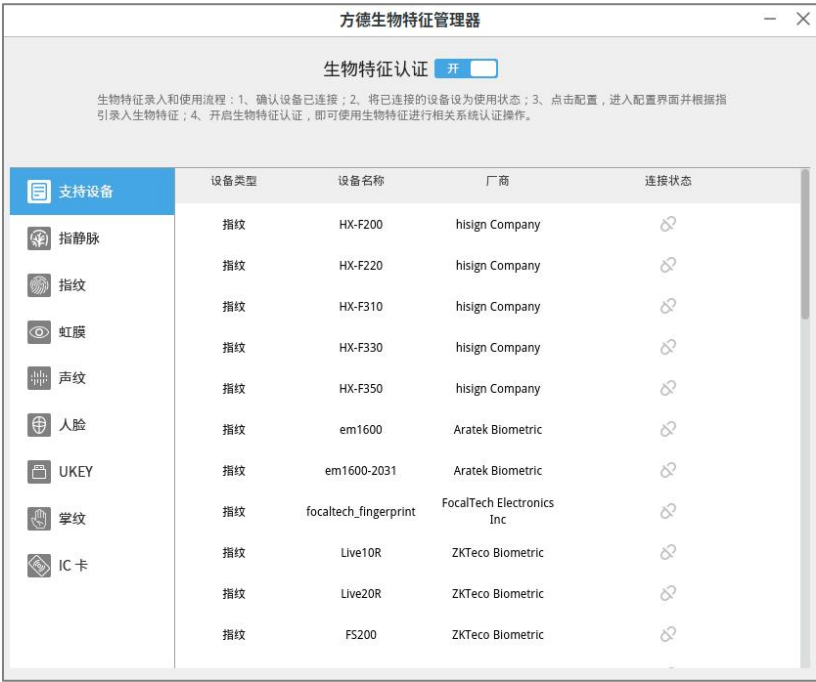 方德生物特征管理器
生物特征认证 开
生物特征录入和使用流程：1、确认设备已连接；2、将已连接的设备设为使用状态；3、点击配置，进入配置界面并根据指
引录入生物特征；4、开启生物特征认证，即可使用生物特征进行相关系统认证操作。
支持设备
指静脉
指纹
虹膜
声纹
人脸
UKEY
掌纹
IC 卡
设备类型 设备名称 厂商 连接状态
指纹 HX-F200 hisign Company
指纹 HX-F220 hisign Company
指纹 HX-F310 hisign Company
指纹 HX-F330 hisign Company
指纹 HX-F350 hisign Company
指纹 em1600 Aratek Biometric
指纹 em1600-2031 Aratek Biometric
指纹 focaltech_fingerprint FocalTech Electronics
Inc
指纹 Live10R ZKTeco Biometric
指纹 Live20R ZKTeco Biometric
指纹 FS200 ZKTeco Biometric